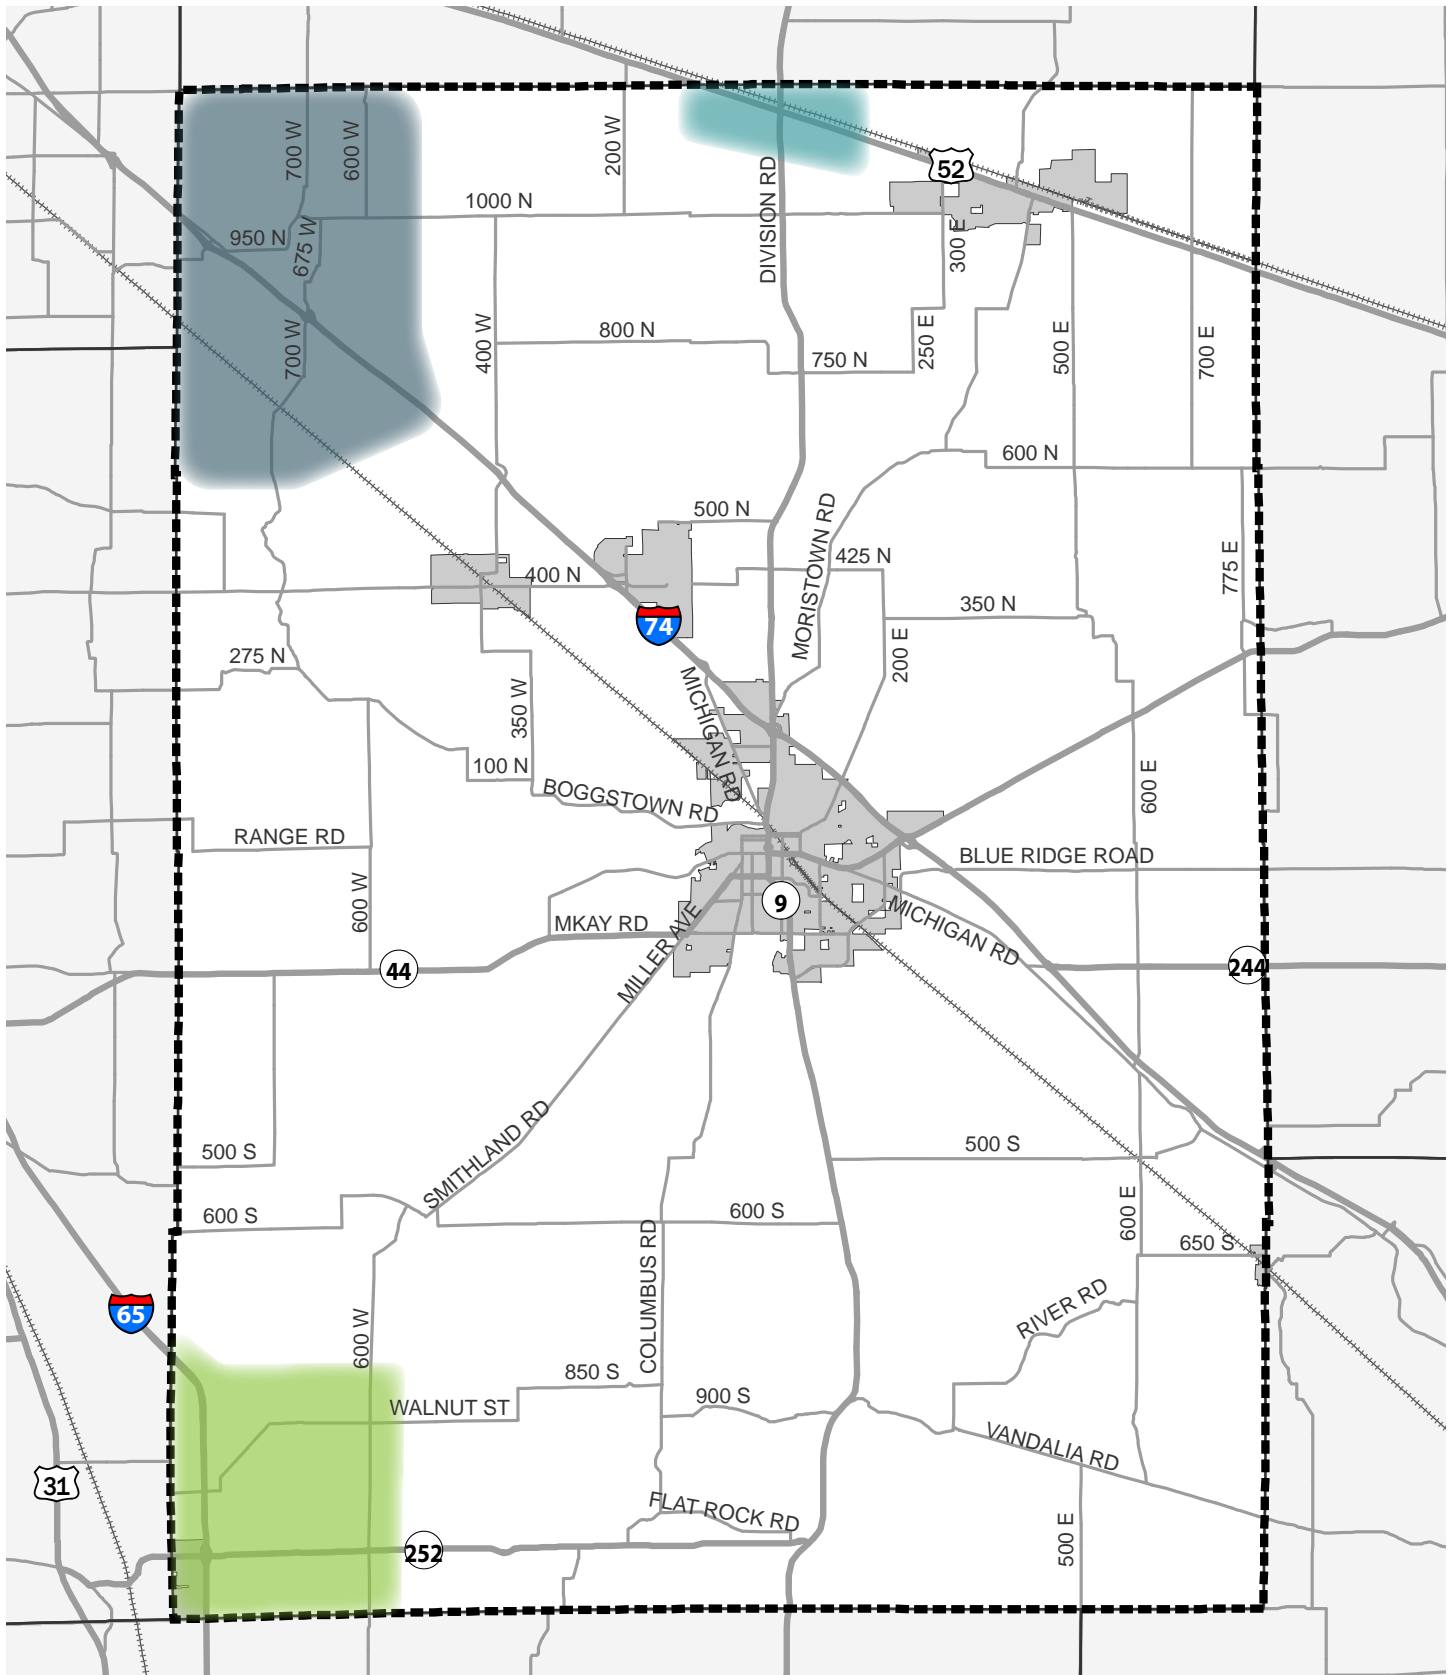 700 W
600 W
200 W
DIVISION RD
52
1000 N
950 N
675 W
300 E
700 W
400 W
800 N
750 N
250 E
500 E
700 E
600 N
500 N
MORISTOWN RD
425 N
775 E
400 N
350 N
74
200 E
275 N
MICHIGAN RD
350 W
100 N
BOGGSTOWN RD
600 E
RANGE RD
BLUE RIDGE ROAD
600 W
9
MKAY RD
MILLER AVE
MICHIGAN RD
44
244
SMITHLAND RD
500 S
500 S
600 S
600 S
600 E
650 S
COLUMBUS RD
RIVER RD
65
600 W
850 S
WALNUT ST
900 S
VANDALIA RD
31
FLAT ROCK RD
252
500 E